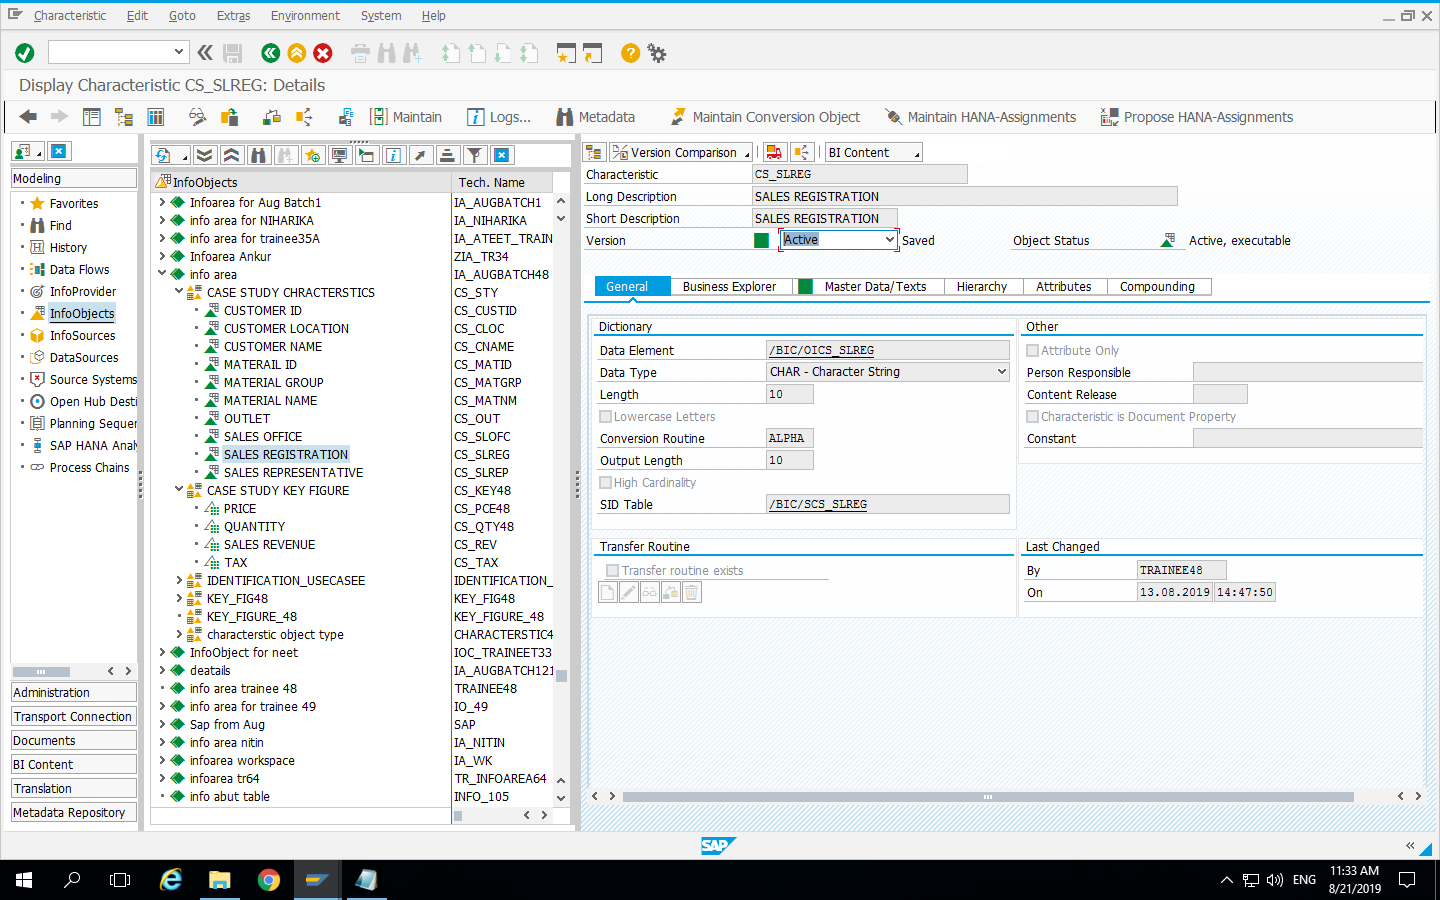 Characteristic Edit Goto Extras Environment System Help
Display Characteristic CS_SLREG: Details
Maintain Logs... Metadata Maintain Conversion Object Maintain HANA-Assignments Propose HANA-Assignments
Modeling
Favorites
Find
History
Data Flows
InfoProvider
InfoObjects
InfoSources
DataSources
Source Systems
Open Hub Desti
Planning Sequer
SAP HANA Analy
Process Chains
Administration
Transport Connection
Documents
BI Content
Translation
Metadata Repository
InfoObjects Tech. Name
Infoarea for Aug Batch1 IA_AUGBATCH1
info area for NIHARIKA IA_NIHARIKA
info area for trainee35A IA_ATEET_TRAIN
Infoarea Ankur ZIA_TR34
info area IA_AUGBATCH48
CASE STUDY CHRACTERSTICS CS_STY
CUSTOMER ID CS_CUSTID
CUSTOMER LOCATION CS_CLOC
CUSTOMER NAME CS_CNAME
MATERAIL ID CS_MATID
MATERIAL GROUP CS_MATGRP
MATERIAL NAME CS_MATNM
OUTLET CS_OUT
SALES OFFICE CS_SLOFC
SALES REGISTRATION CS_SLREG
SALES REPRESENTATIVE CS_SLREP
CASE STUDY KEY FIGURE CS_KEY48
PRICE CS_PCE48
QUANTITY CS_QTY48
SALES REVENUE CS_REV
TAX CS_TAX
IDENTIFICATION_USECASEE IDENTIFICATION_
KEY_FIG48 KEY_FIG48
KEY_FIGURE_48 KEY_FIGURE_48
characterstic object type CHARACTERSTIC4
InfoObject for neet IOC_TRAINEET33
deatails IA_AUGBATCH121
info area trainee 48 TRAINEE48
info area for trainee 49 IO_49
Sap from Aug SAP
info area nitin IA_NITIN
infoarea workspace IA_WK
infoarea tr64 TR_INFOAREA64
info abut table INFO_105
Version Comparison BI Content
Characteristic CS_SLREG
Long Description SALES REGISTRATION
Short Description SALES REGISTRATION
Version Active Saved Object Status Active, executable
General Business Explorer Master Data/Texts Hierarchy Attributes Compounding
Dictionary
Data Element /BIC/OICS_SLREG
Data Type CHAR - Character String
Length 10
Lowercase Letters
Conversion Routine ALPHA
Output Length 10
High Cardinality
SID Table /BIC/SCS_SLREG
Other
Attribute Only
Person Responsible
Content Release
Characteristic is Document Property
Constant
Transfer Routine
Transfer routine exists
Last Changed
By TRAINEE48
On 13.08.2019 14:47:50
SAP
ENG
11:33 AM
8/21/2019